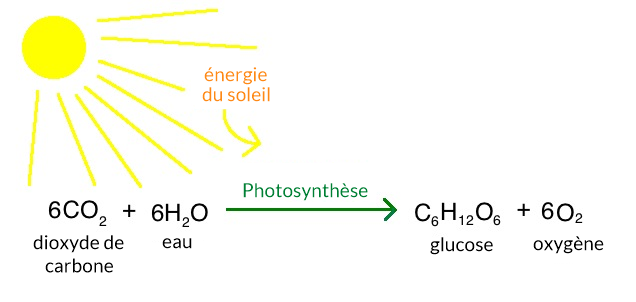 énergie
du soleil
Photosynthèse
6CO₂ + 6H₂O C₆H₁₂O₆ + 6O₂
dioxyde de
carbone
eau
glucose
oxygène